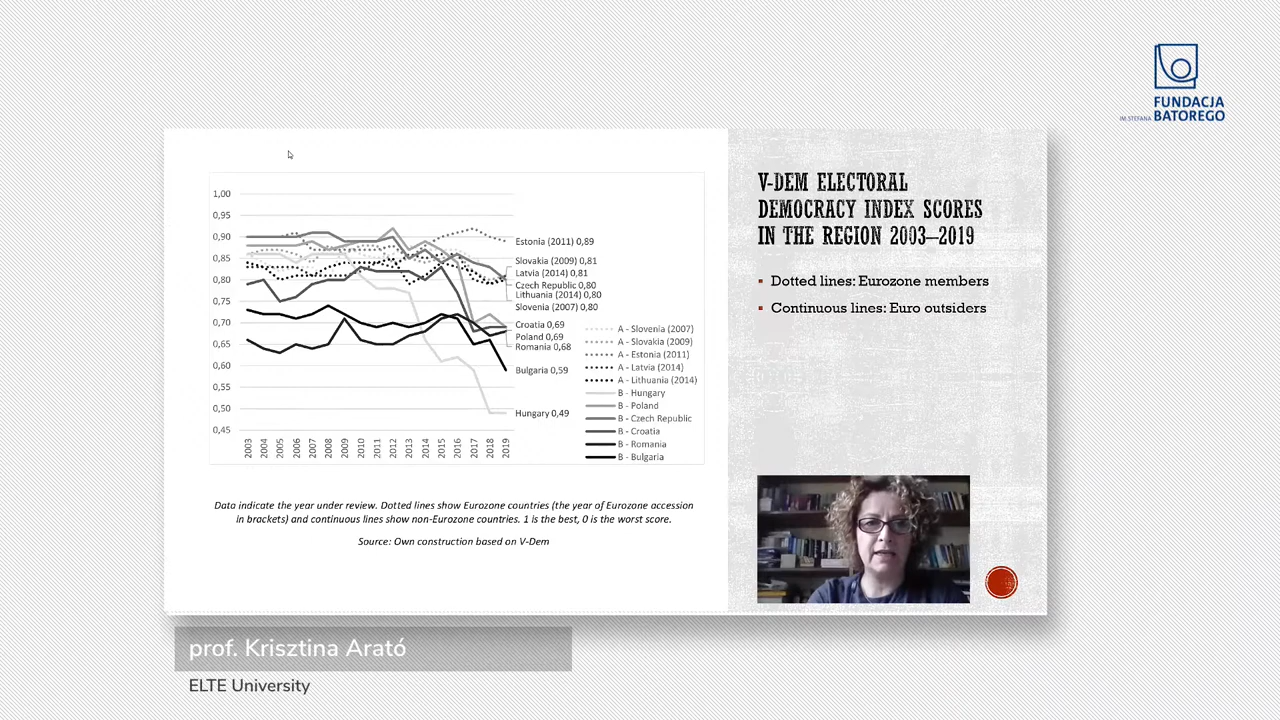 FUNDACJA
IM. STEFANA BATOREGO
V-DEM ELECTORAL
DEMOCRACY INDEX SCORES
IN THE REGION 2003–2019
▪ Dotted lines: Eurozone members
▪ Continuous lines: Euro outsiders
1,00
0,95
0,90
0,85
0,80
0,75
0,70
0,65
0,60
0,55
0,50
0,45
2003
2004
2005
2006
2007
2008
2009
2010
2011
2012
2013
2014
2015
2016
2017
2018
2019
Estonia (2011) 0,89
Slovakia (2009) 0,81
Latvia (2014) 0,81
Czech Republic 0,80
Lithuania (2014) 0,80
Slovenia (2007) 0,80
Croatia 0,69
Poland 0,69
Romania 0,68
Bulgaria 0,59
Hungary 0,49
A - Slovenia (2007)
A - Slovakia (2009)
A - Estonia (2011)
A - Latvia (2014)
A - Lithuania (2014)
B - Hungary
B - Poland
B - Czech Republic
B - Croatia
B - Romania
B - Bulgaria
Data indicate the year under review. Dotted lines show Eurozone countries (the year of Eurozone accession
in brackets) and continuous lines show non-Eurozone countries. 1 is the best, 0 is the worst score.
Source: Own construction based on V-Dem
prof. Krisztina Arató
ELTE University